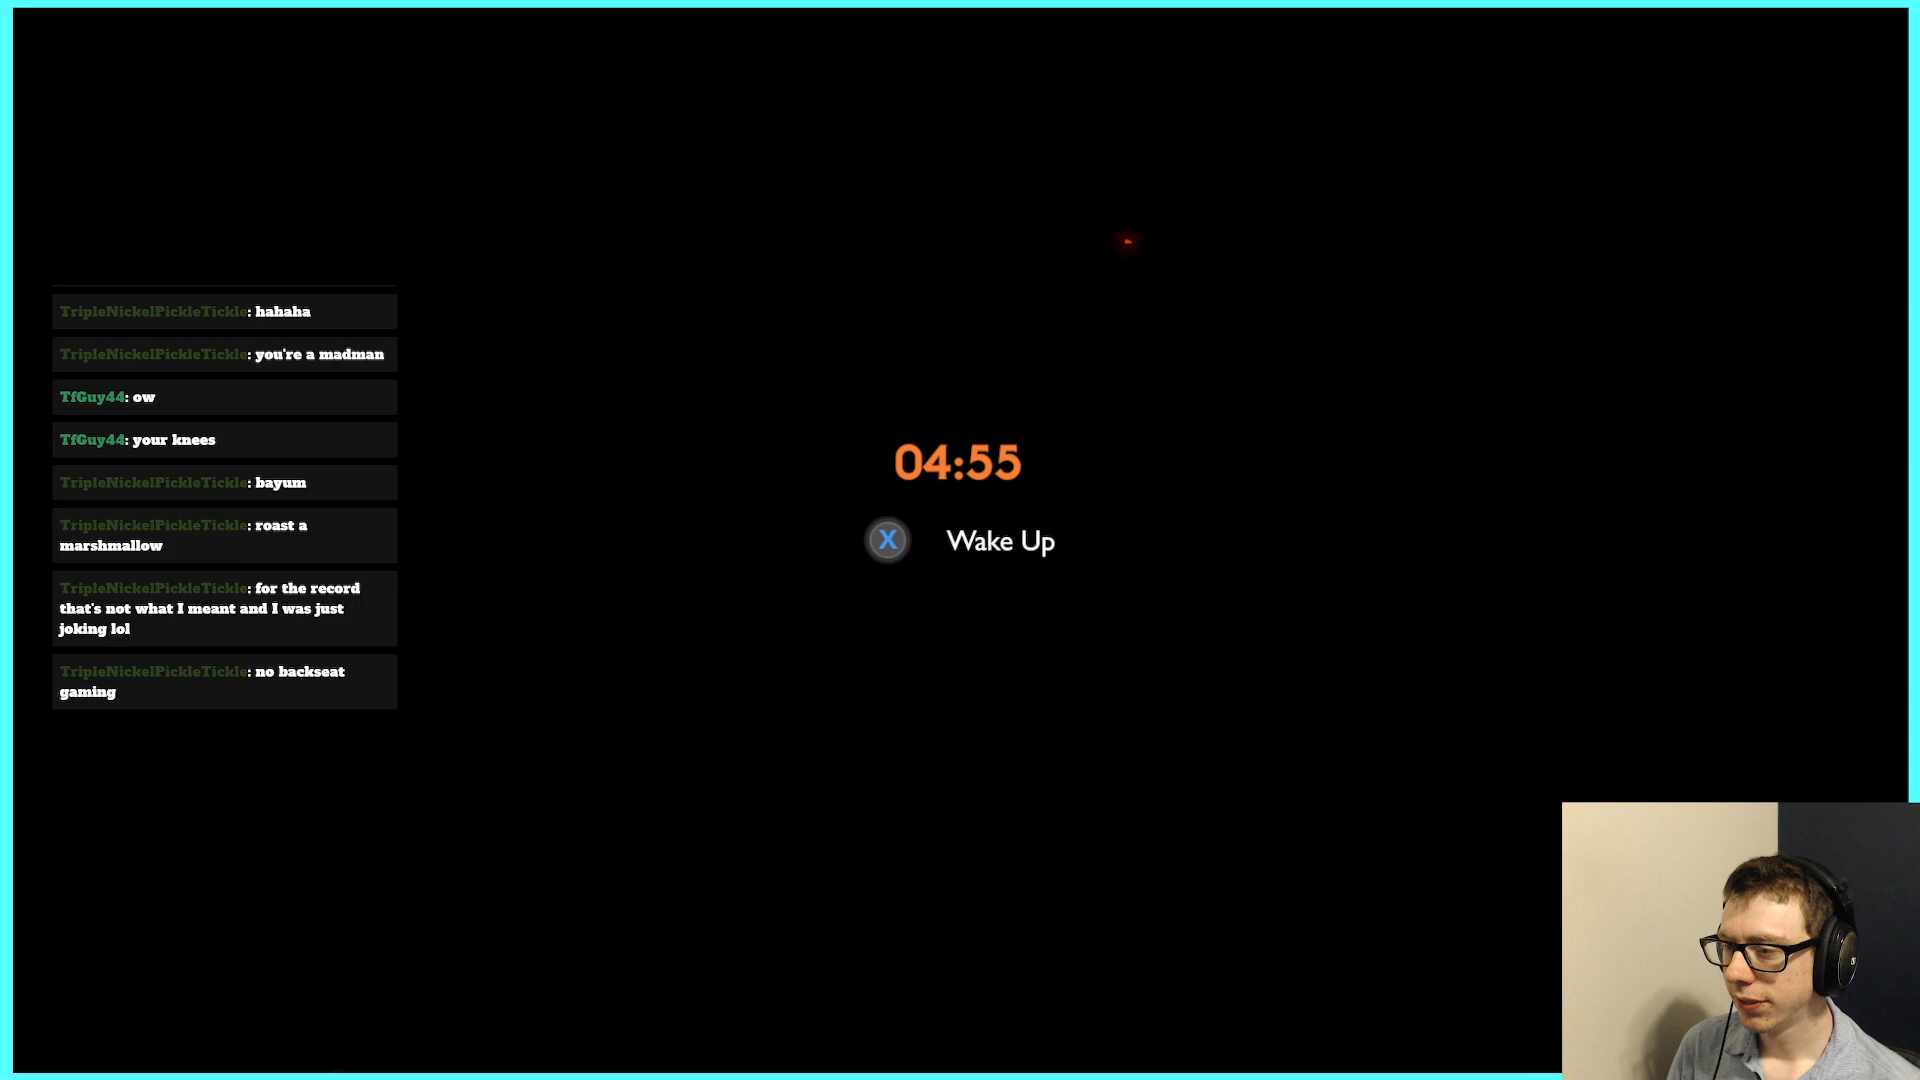 TripleNickelPickleTickle: hahaha
TripleNickelPickleTickle: you're a madman
TfGuy44: ow
TfGuy44: your knees
TripleNickelPickleTickle: bayum
TripleNickelPickleTickle: roast a
marshmallow
TripleNickelPickleTickle: for the record
that's not what I meant and I was just
joking lol
TripleNickelPickleTickle: no backseat
gaming
04:55
X Wake Up